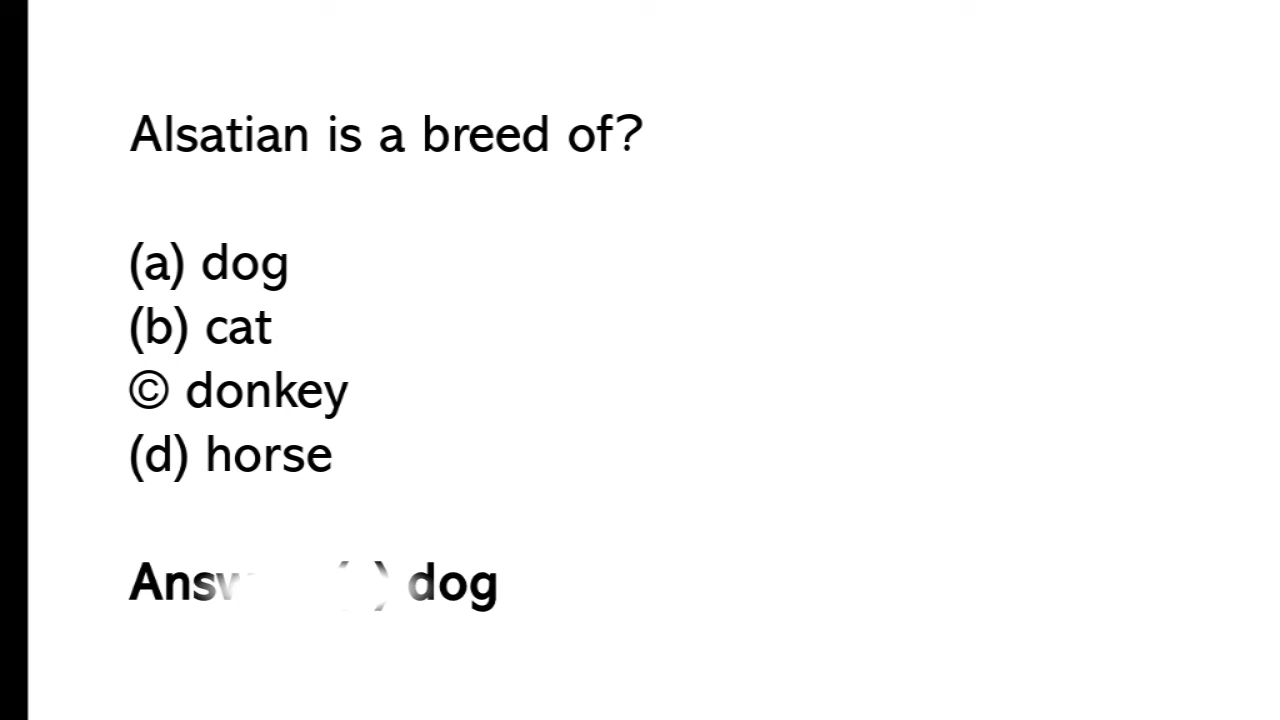 Alsatian is a breed of?
(a) dog
(b) cat
© donkey
(d) horse
dog